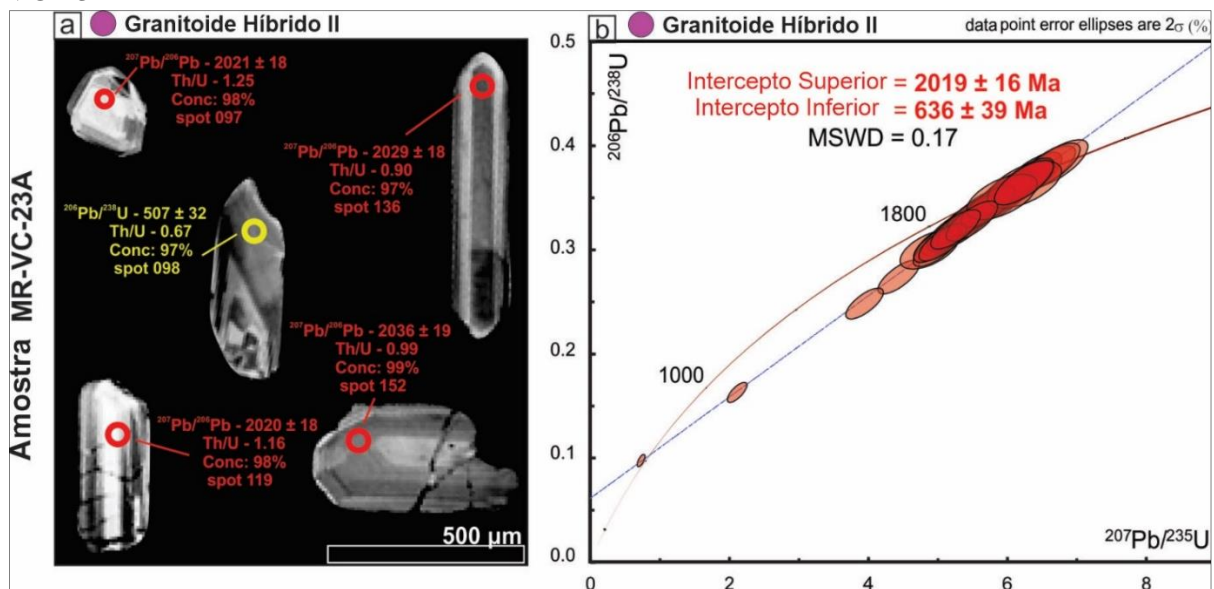 Amostra MR-VC-23A
a Granitoide Híbrido II
²⁰⁷Pb/²⁰⁶Pb - 2021 ± 18
Th/U - 1.25
Conc: 98%
spot 097
²⁰⁷Pb/²⁰⁶Pb - 2029 ± 18
Th/U - 0.90
Conc: 97%
spot 136
²⁰⁶Pb/²³⁸U - 507 ± 32
Th/U - 0.67
Conc: 97%
spot 098
²⁰⁷Pb/²⁰⁶Pb - 2036 ± 19
Th/U - 0.99
Conc: 99%
spot 152
²⁰⁷Pb/²⁰⁶Pb - 2020 ± 18
Th/U - 1.16
Conc: 98%
spot 119
500 µm
b Granitoide Híbrido II
data point error ellipses are 2σ (%)
Intercepto Superior = 2019 ± 16 Ma
Intercepto Inferior = 636 ± 39 Ma
MSWD = 0.17
²⁰⁶Pb/²³⁸U
0.5
0.4
0.3
0.2
0.1
0.0
1800
1000
²⁰⁷Pb/²³⁵U
0 2 4 6 8